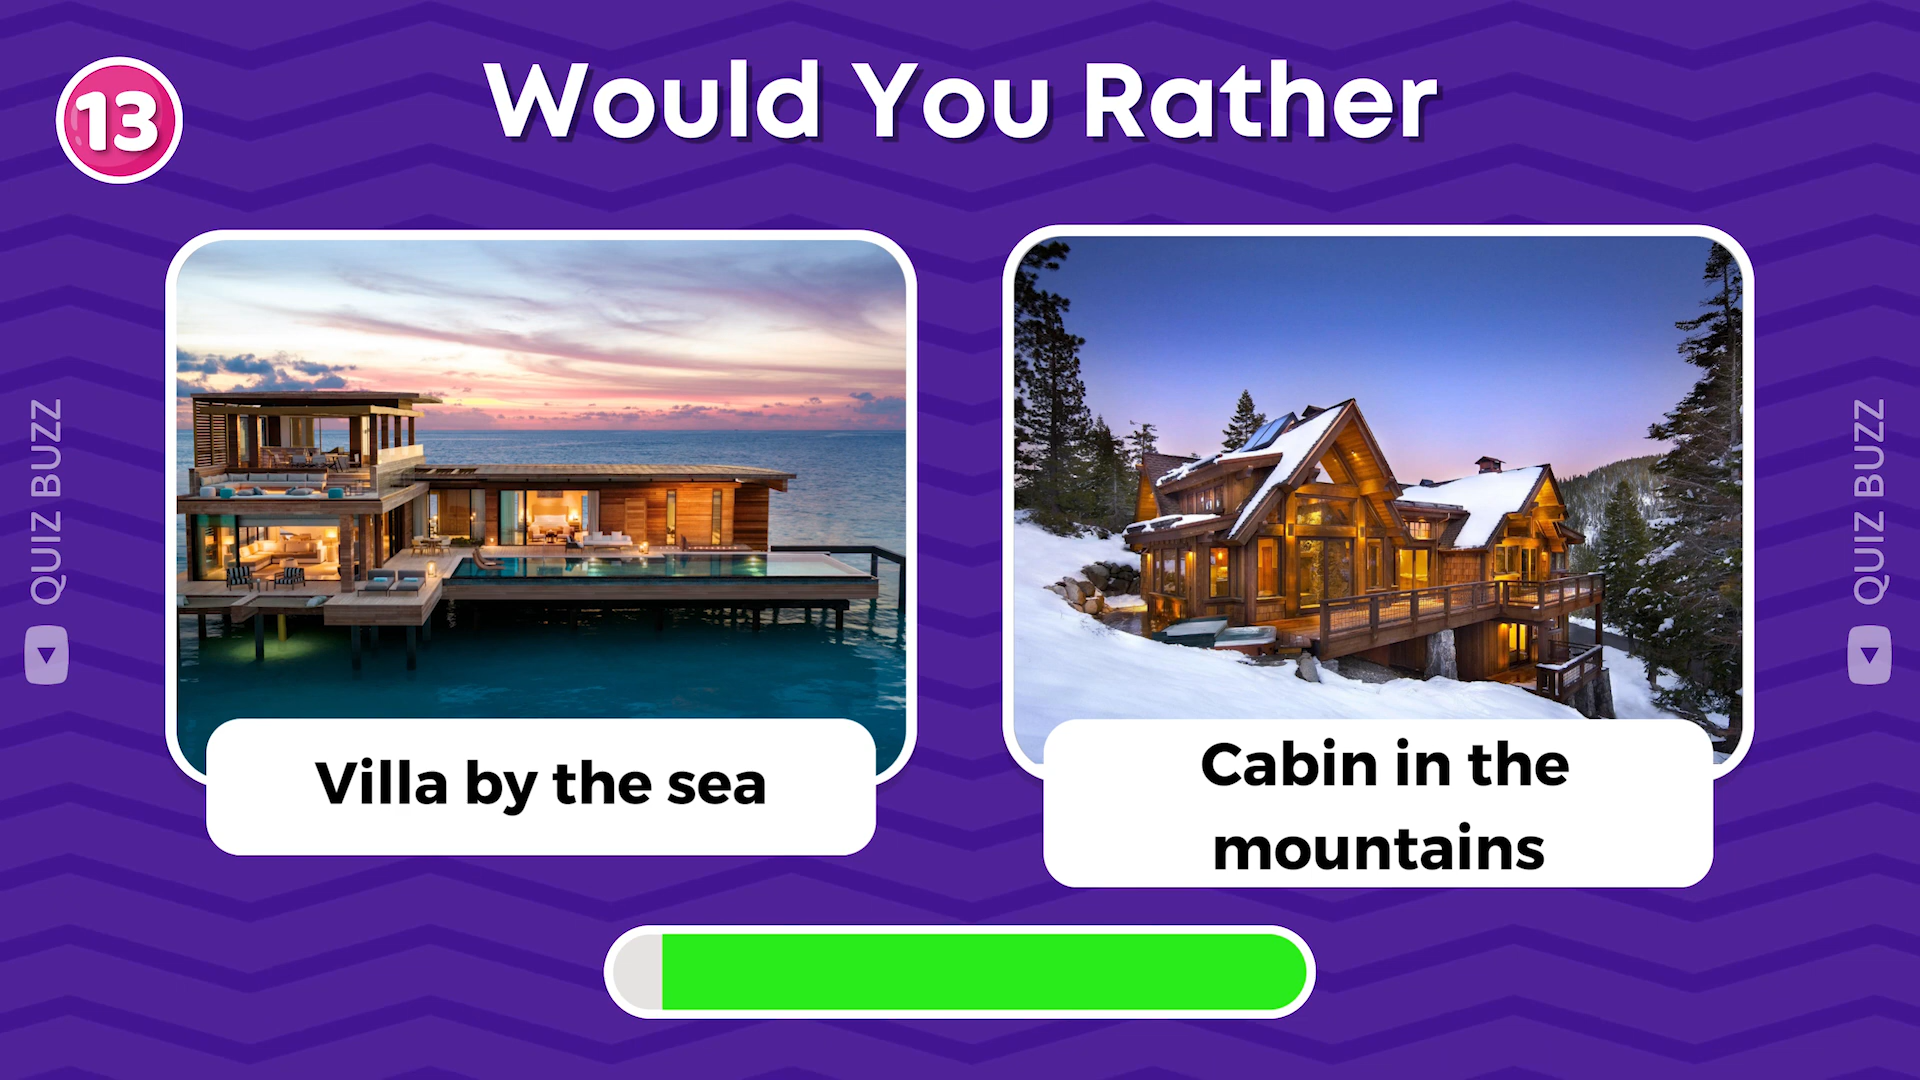 13
Would You Rather
Villa by the sea
Cabin in the
mountains
QUIZ BUZZ
QUIZ BUZZ